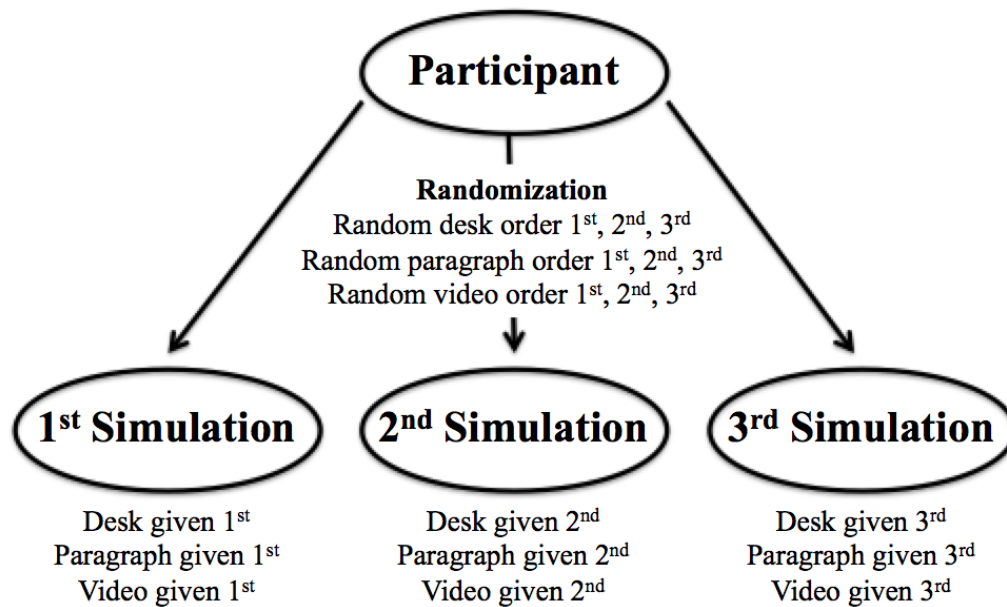 Participant
Randomization
Random desk order 1st, 2nd, 3rd
Random paragraph order 1st, 2nd, 3rd
Random video order 1st, 2nd, 3rd
1st Simulation
2nd Simulation
3rd Simulation
Desk given 1st
Paragraph given 1st
Video given 1st
Desk given 2nd
Paragraph given 2nd
Video given 2nd
Desk given 3rd
Paragraph given 3rd
Video given 3rd